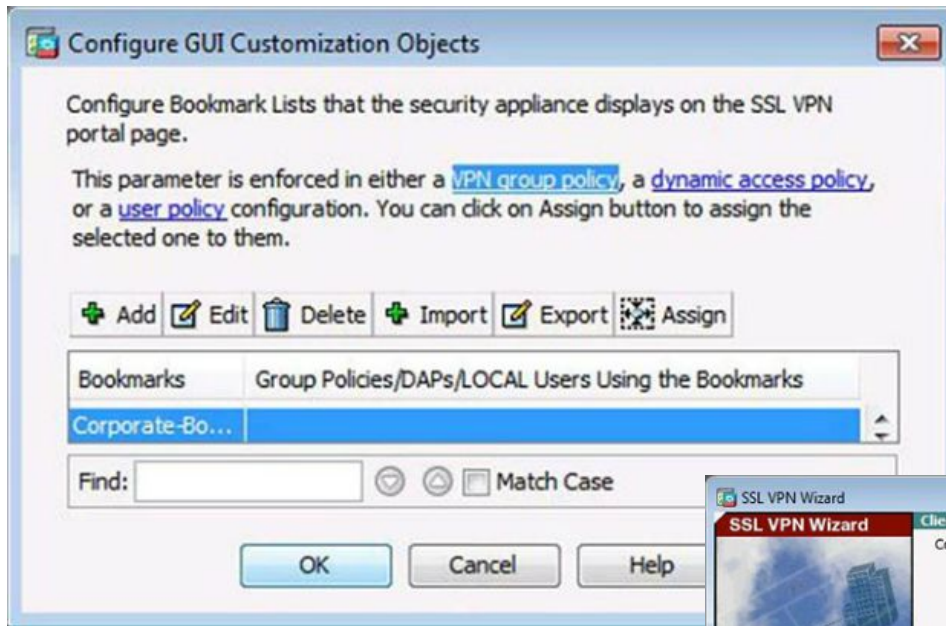 Configure GUI Customization Objects
Configure Bookmark Lists that the security appliance displays on the SSL VPN
portal page.
This parameter is enforced in either a VPN group policy, a dynamic access policy,
or a user policy configuration. You can click on Assign button to assign the
selected one to them.
Add Edit Delete Import Export Assign
Bookmarks Group Policies/DAPs/LOCAL Users Using the Bookmarks
Corporate-Bo...
Find: Match Case
OK Cancel Help
SSL VPN Wizard
SSL VPN Wizard